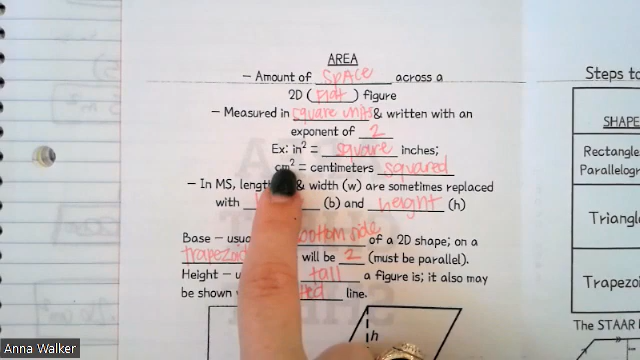 AREA
- Amount of space across a
2D (flat) figure
- Measured in square units & written with an
exponent of 2
Ex: in² = square inches;
cm² = centimeters squared
- In MS, length & width (w) are sometimes replaced
with (b) and height (h)
Base - bottom side of a 2D shape; on a
trapezoid will be 2 (must be parallel).
Height - tall a figure is; it also may
be shown line.
h
Steps to
SHAPE
Rectangle
Parallelogr
Triangl
Trapezo
The STAAR
Anna Walker